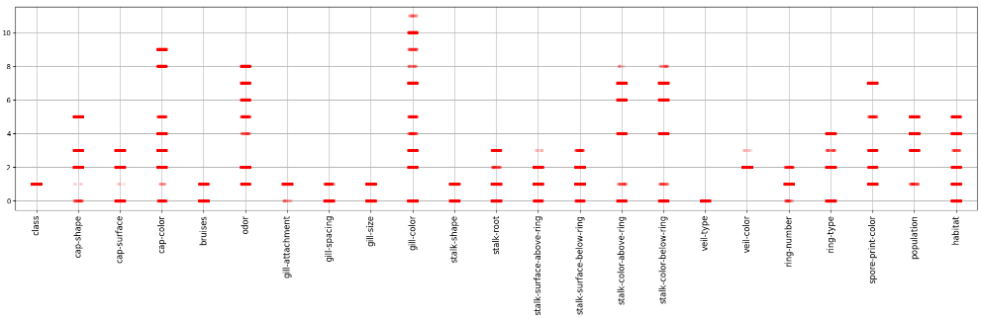 10
8
6
4
2
0
class
cap-shape
cap-surface
cap-color
bruises
odor
gill-attachment
gill-spacing
gill-size
gill-color
stalk-shape
stalk-root
stalk-surface-above-ring
stalk-surface-below-ring
stalk-color-above-ring
stalk-color-below-ring
veil-type
veil-color
ring-number
ring-type
spore-print-color
population
habitat